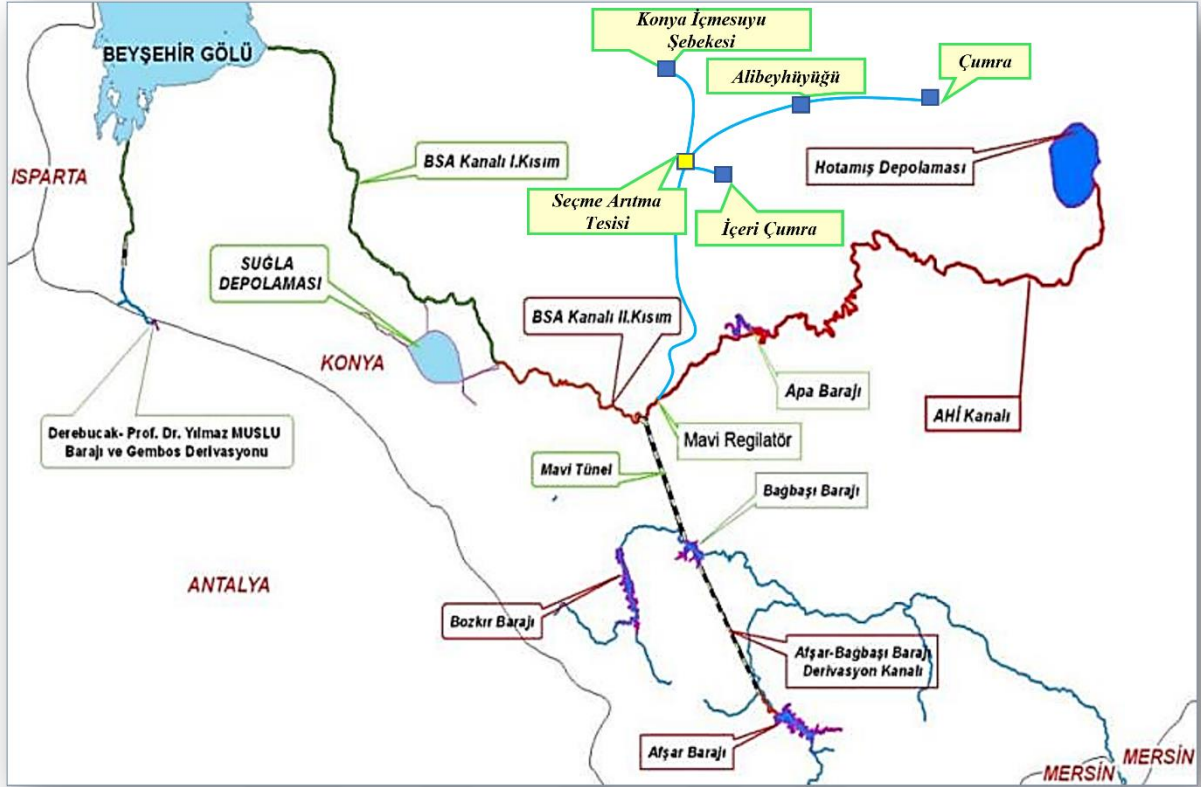 Konya İçmesuyu
Şebekesi
BEYŞEHİR GÖLÜ
Çumra
Alibeyhüyüğü
BSA Kanalı I.Kısım
Hotamış Depolaması
ISPARTA
Seçme Arıtma
Tesisi
İçeri Çumra
SUĞLA
DEPOLAMASI
BSA Kanalı II.Kısım
KONYA
Apa Barajı
AHİ Kanalı
Derebucak- Prof. Dr. Yılmaz MUSLU
Barajı ve Gembos Derivasyonu
Mavi Regilatör
Mavi Tünel
Bağbaşı Barajı
ANTALYA
Bozkır Barajı
Afşar-Bağbaşı Barajı
Derivasyon Kanalı
Afşar Barajı
MERSİN
MERSİN